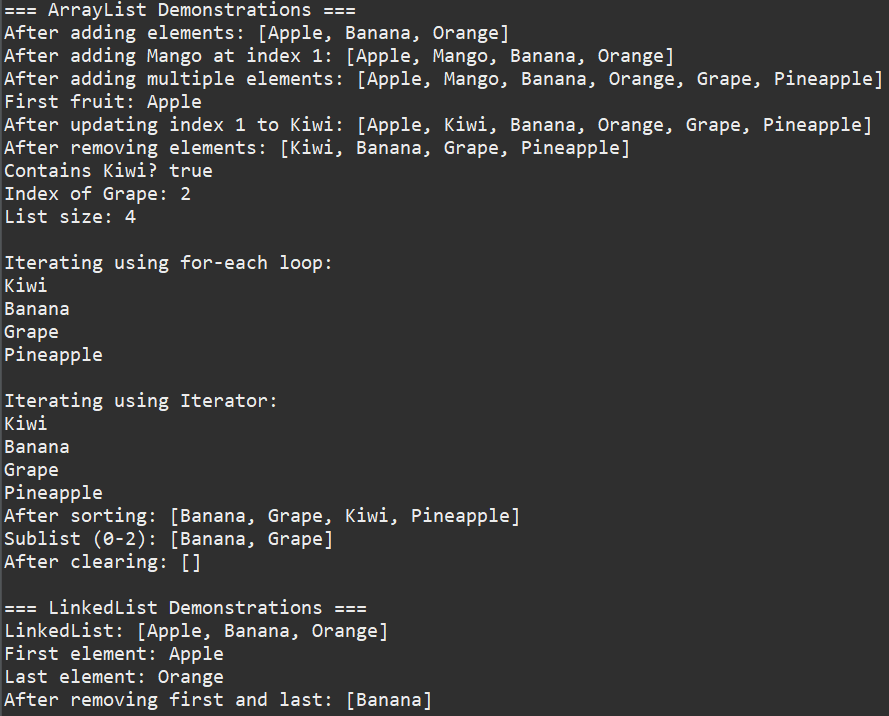 === ArrayList Demonstrations ===
After adding elements: [Apple, Banana, Orange]
After adding Mango at index 1: [Apple, Mango, Banana, Orange]
After adding multiple elements: [Apple, Mango, Banana, Orange, Grape, Pineapple]
First fruit: Apple
After updating index 1 to Kiwi: [Apple, Kiwi, Banana, Orange, Grape, Pineapple]
After removing elements: [Kiwi, Banana, Grape, Pineapple]
Contains Kiwi? true
Index of Grape: 2
List size: 4

Iterating using for-each loop:
Kiwi
Banana
Grape
Pineapple

Iterating using Iterator:
Kiwi
Banana
Grape
Pineapple
After sorting: [Banana, Grape, Kiwi, Pineapple]
Sublist (0-2): [Banana, Grape]
After clearing: []

=== LinkedList Demonstrations ===
LinkedList: [Apple, Banana, Orange]
First element: Apple
Last element: Orange
After removing first and last: [Banana]